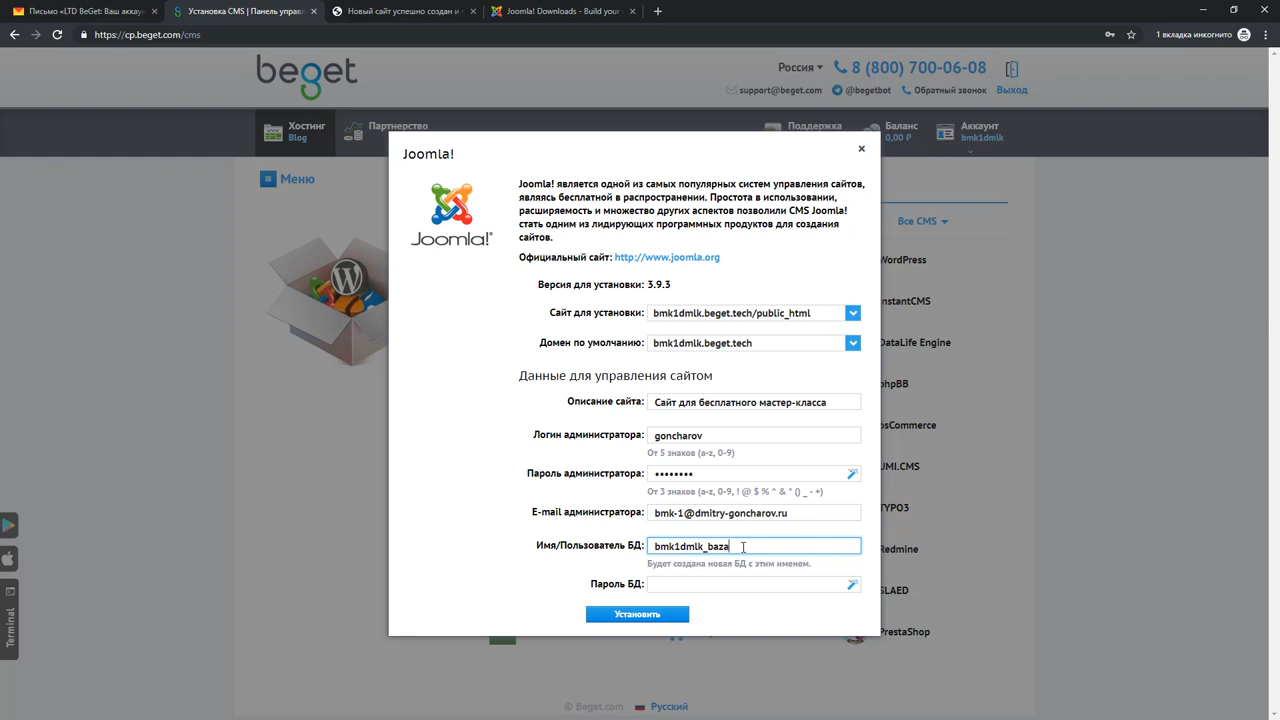 Письмо «LTD BeGet: Ваш аккау
Установка CMS | Панель управл
Новый сайт успешно создан и
Joomla! Downloads - Build your
https://cp.beget.com/cms
1 вкладка инкогнито
beget
Россия
8 (800) 700-06-08
support@beget.com
@begetbot
Обратный звонок
Выход
Хостинг
Blog
Партнерство
Поддержка
Баланс
0,00 ₽
Аккаунт
bmk1dmlk
Меню
Все CMS
Joomla!
Joomla!®
Joomla! является одной из самых популярных систем управления сайтов,
являясь бесплатной в распространении. Простота в использовании,
расширяемость и множество других аспектов позволили CMS Joomla!
стать одним из лидирующих программных продуктов для создания
сайтов.
Официальный сайт: http://www.joomla.org
Версия для установки: 3.9.3
Сайт для установки: bmk1dmlk.beget.tech/public_html
Домен по умолчанию: bmk1dmlk.beget.tech
Данные для управления сайтом
Описание сайта: Сайт для бесплатного мастер-класса
Логин администратора: goncharov
От 5 знаков (a-z, 0-9)
Пароль администратора: ••••••••
От 3 знаков (a-z, 0-9, ! @ $ % ^ & * () _ - +)
E-mail администратора: bmk-1@dmitry-goncharov.ru
Имя/Пользователь БД: bmk1dmlk_baza
Будет создана новая БД с этим именем.
Пароль БД:
Установить
ordPress
nstantCMS
DataLife Engine
phpBB
osCommerce
UMI.CMS
TYPO3
Redmine
SLAED
PrestaShop
Terminal
© Beget.com
Русский